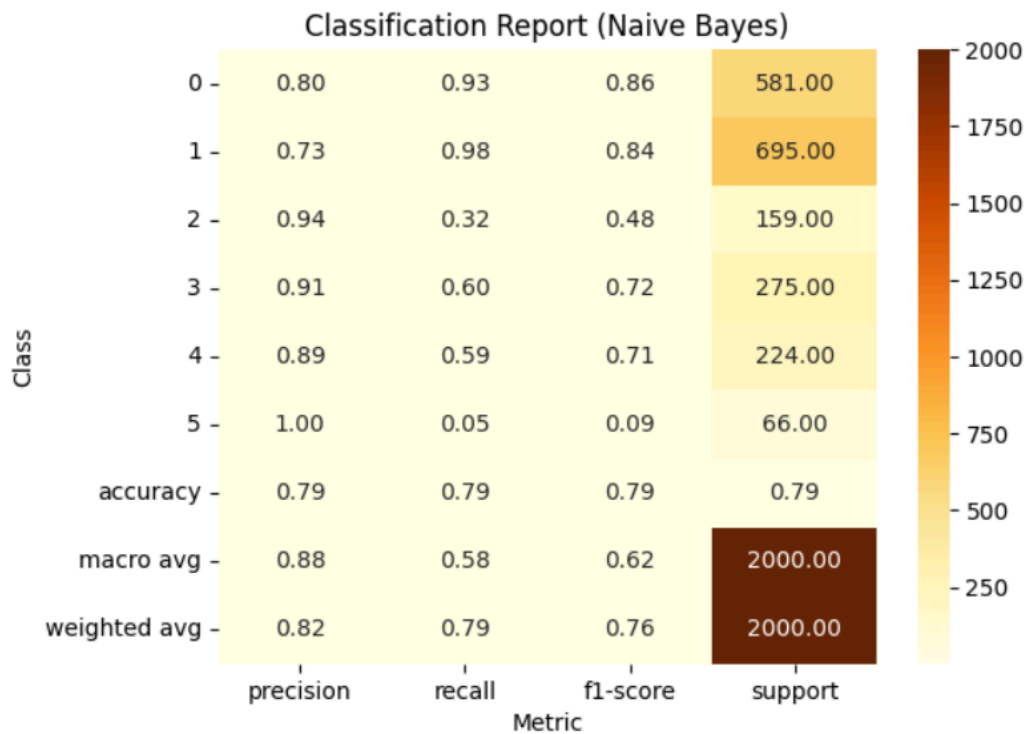 Classification Report (Naive Bayes)
0 0.80 0.93 0.86 581.00
1 0.73 0.98 0.84 695.00
2 0.94 0.32 0.48 159.00
3 0.91 0.60 0.72 275.00
4 0.89 0.59 0.71 224.00
5 1.00 0.05 0.09 66.00
accuracy 0.79 0.79 0.79 0.79
macro avg 0.88 0.58 0.62 2000.00
weighted avg 0.82 0.79 0.76 2000.00
precision recall f1-score support
Metric
Class
2000
1750
1500
1250
1000
750
500
250